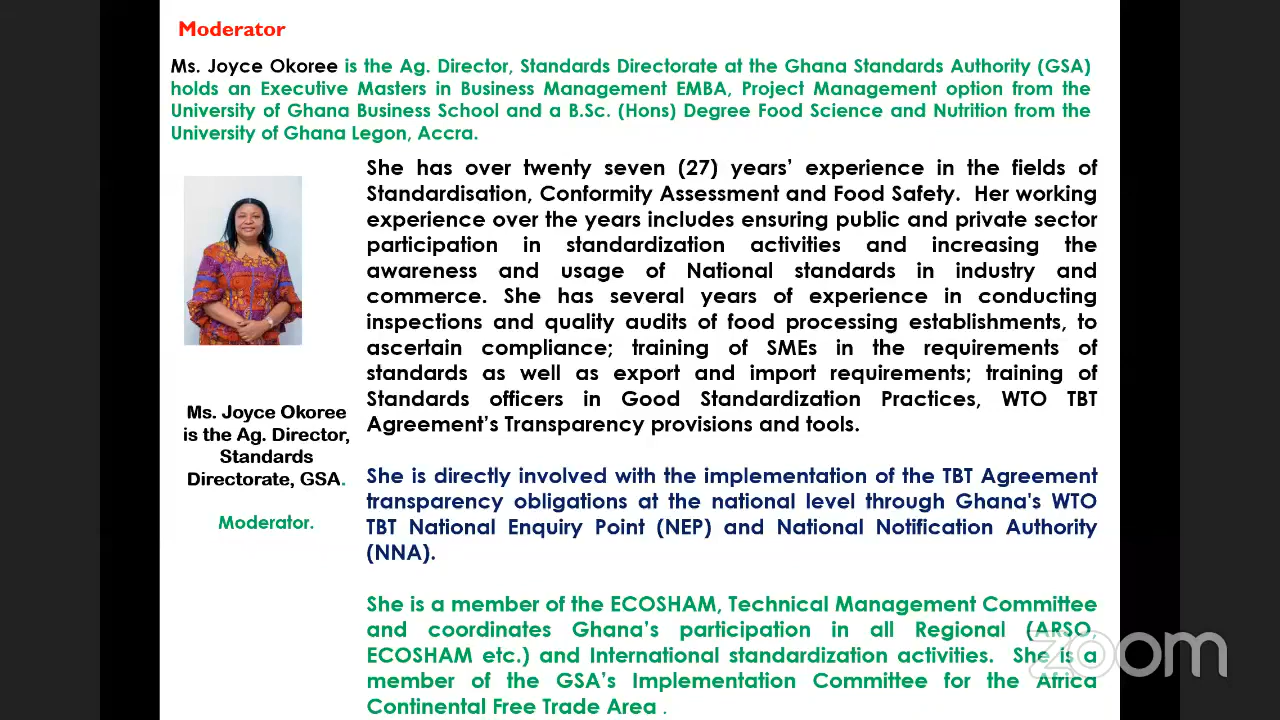 Moderator
Ms. Joyce Okoree is the Ag. Director, Standards Directorate at the Ghana Standards Authority (GSA)
holds an Executive Masters in Business Management EMBA, Project Management option from the
University of Ghana Business School and a B.Sc. (Hons) Degree Food Science and Nutrition from the
University of Ghana Legon, Accra.
She has over twenty seven (27) years' experience in the fields of
Standardisation, Conformity Assessment and Food Safety. Her working
experience over the years includes ensuring public and private sector
participation in standardization activities and increasing the
awareness and usage of National standards in industry and
commerce. She has several years of experience in conducting
inspections and quality audits of food processing establishments, to
ascertain compliance; training of SMEs in the requirements of
standards as well as export and import requirements; training of
Standards officers in Good Standardization Practices, WTO TBT
Agreement's Transparency provisions and tools.
She is directly involved with the implementation of the TBT Agreement
transparency obligations at the national level through Ghana's WTO
TBT National Enquiry Point (NEP) and National Notification Authority
(NNA).
She is a member of the ECOSHAM, Technical Management Committee
and coordinates Ghana's participation in all Regional (ARSO,
ECOSHAM etc.) and International standardization activities. She is a
member of the GSA's Implementation Committee for the Africa
Continental Free Trade Area .
Ms. Joyce Okoree
is the Ag. Director,
Standards
Directorate, GSA.
Moderator.
zoom